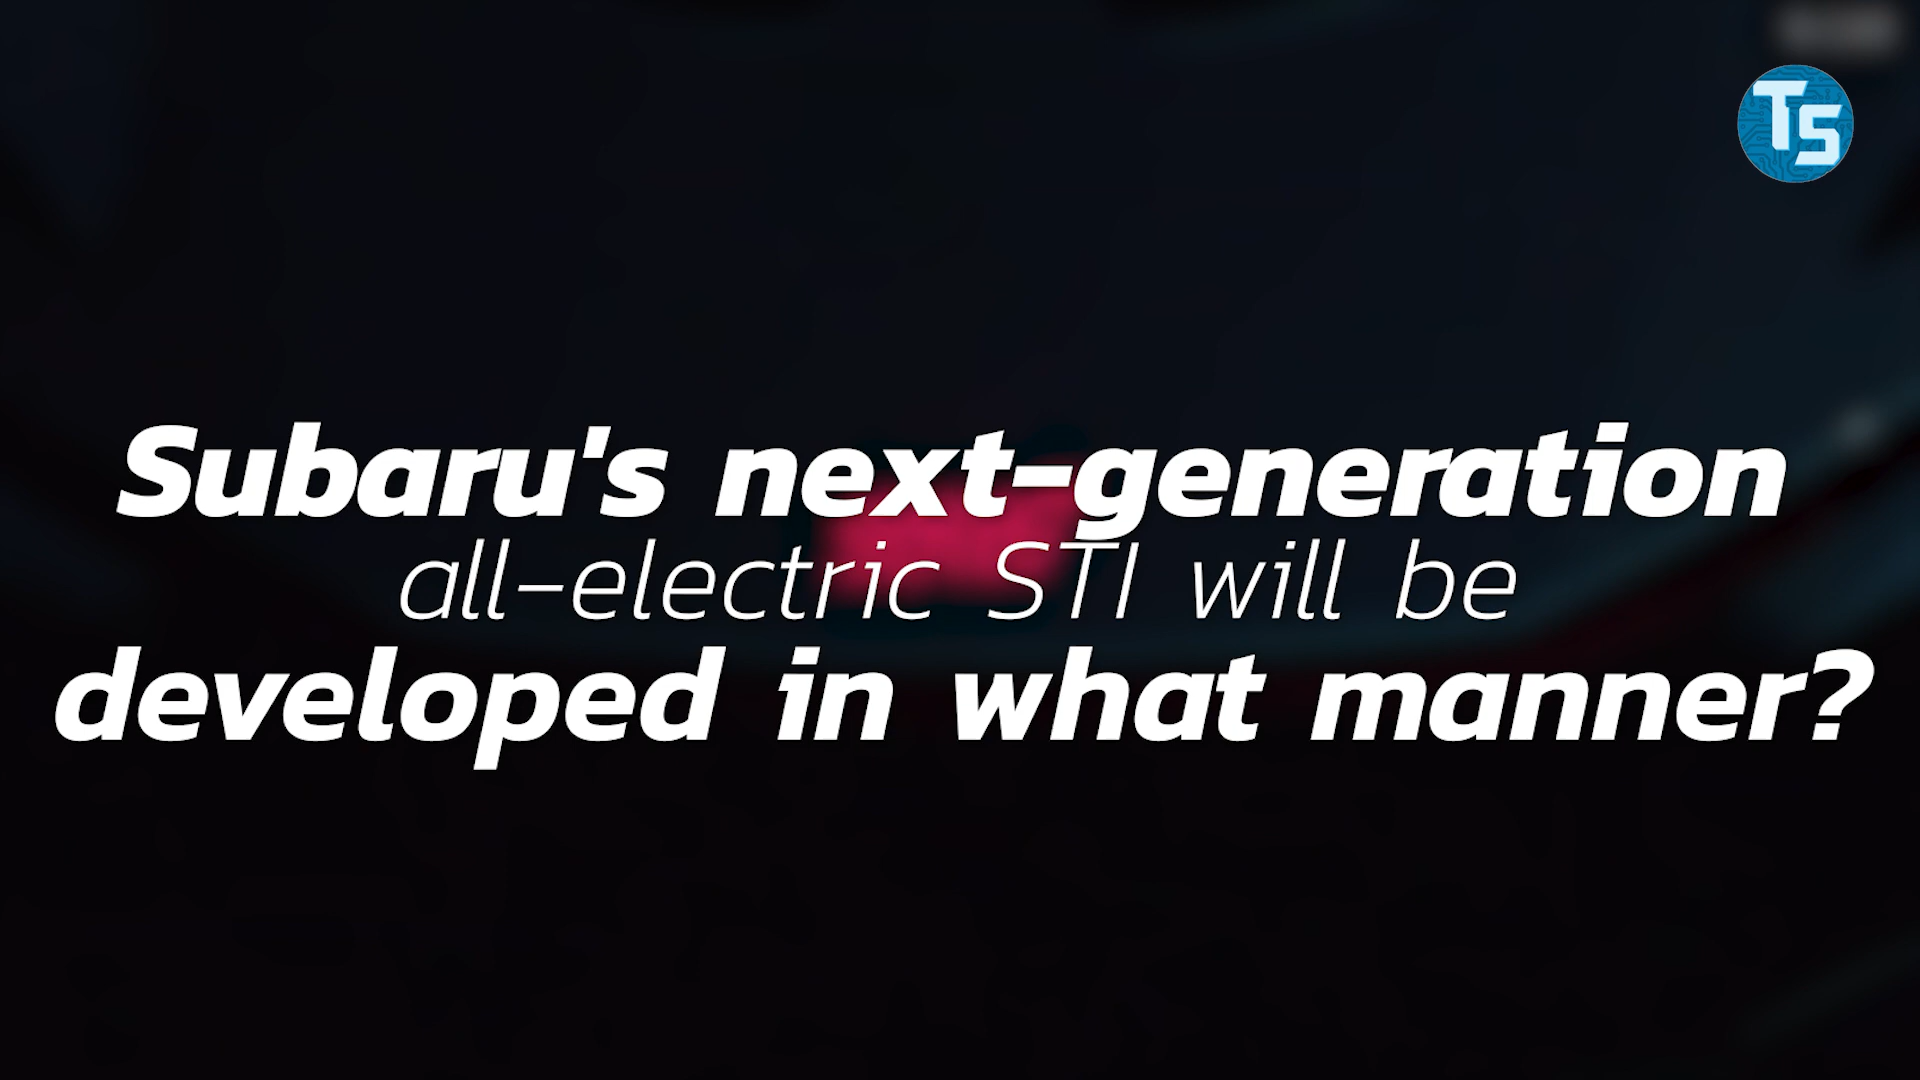 TS
Subaru's next-generation
all-electric STI will be
developed in what manner?